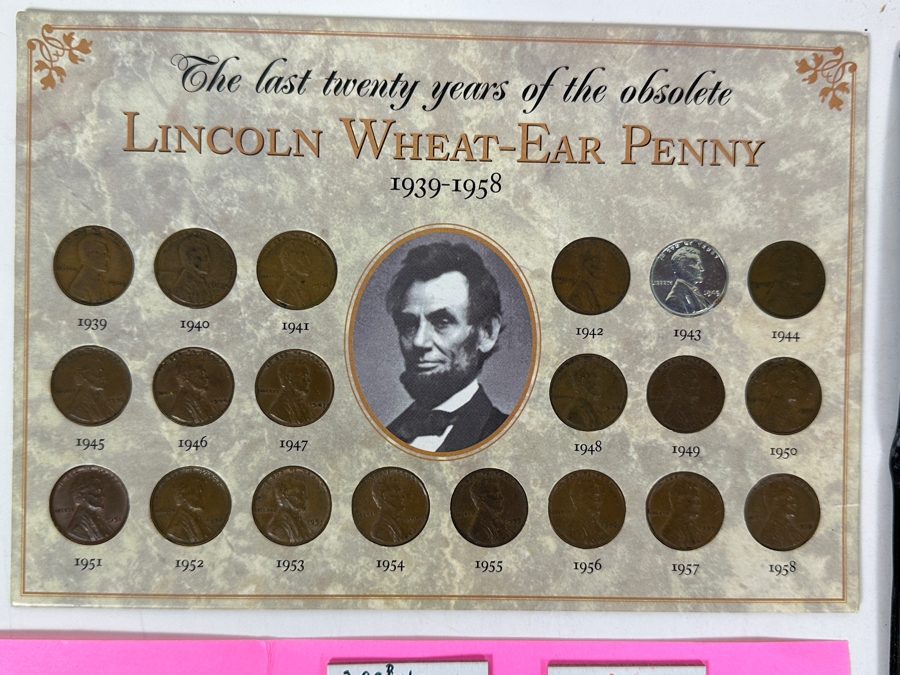 The last twenty years of the obsolete
LINCOLN WHEAT-EAR PENNY
1939-1958
1939 1940 1941 1942 1943 1944
1945 1946 1947 1948 1949 1950
1951 1952 1953 1954 1955 1956 1957 1958